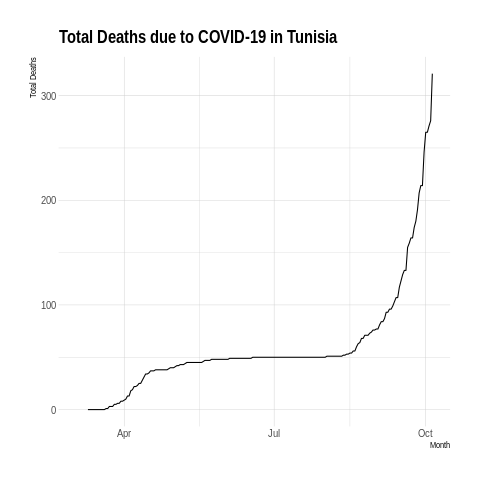 Total Deaths due to COVID-19 in Tunisia
Total Deaths
300
200
100
0
Apr
Jul
Oct
Month